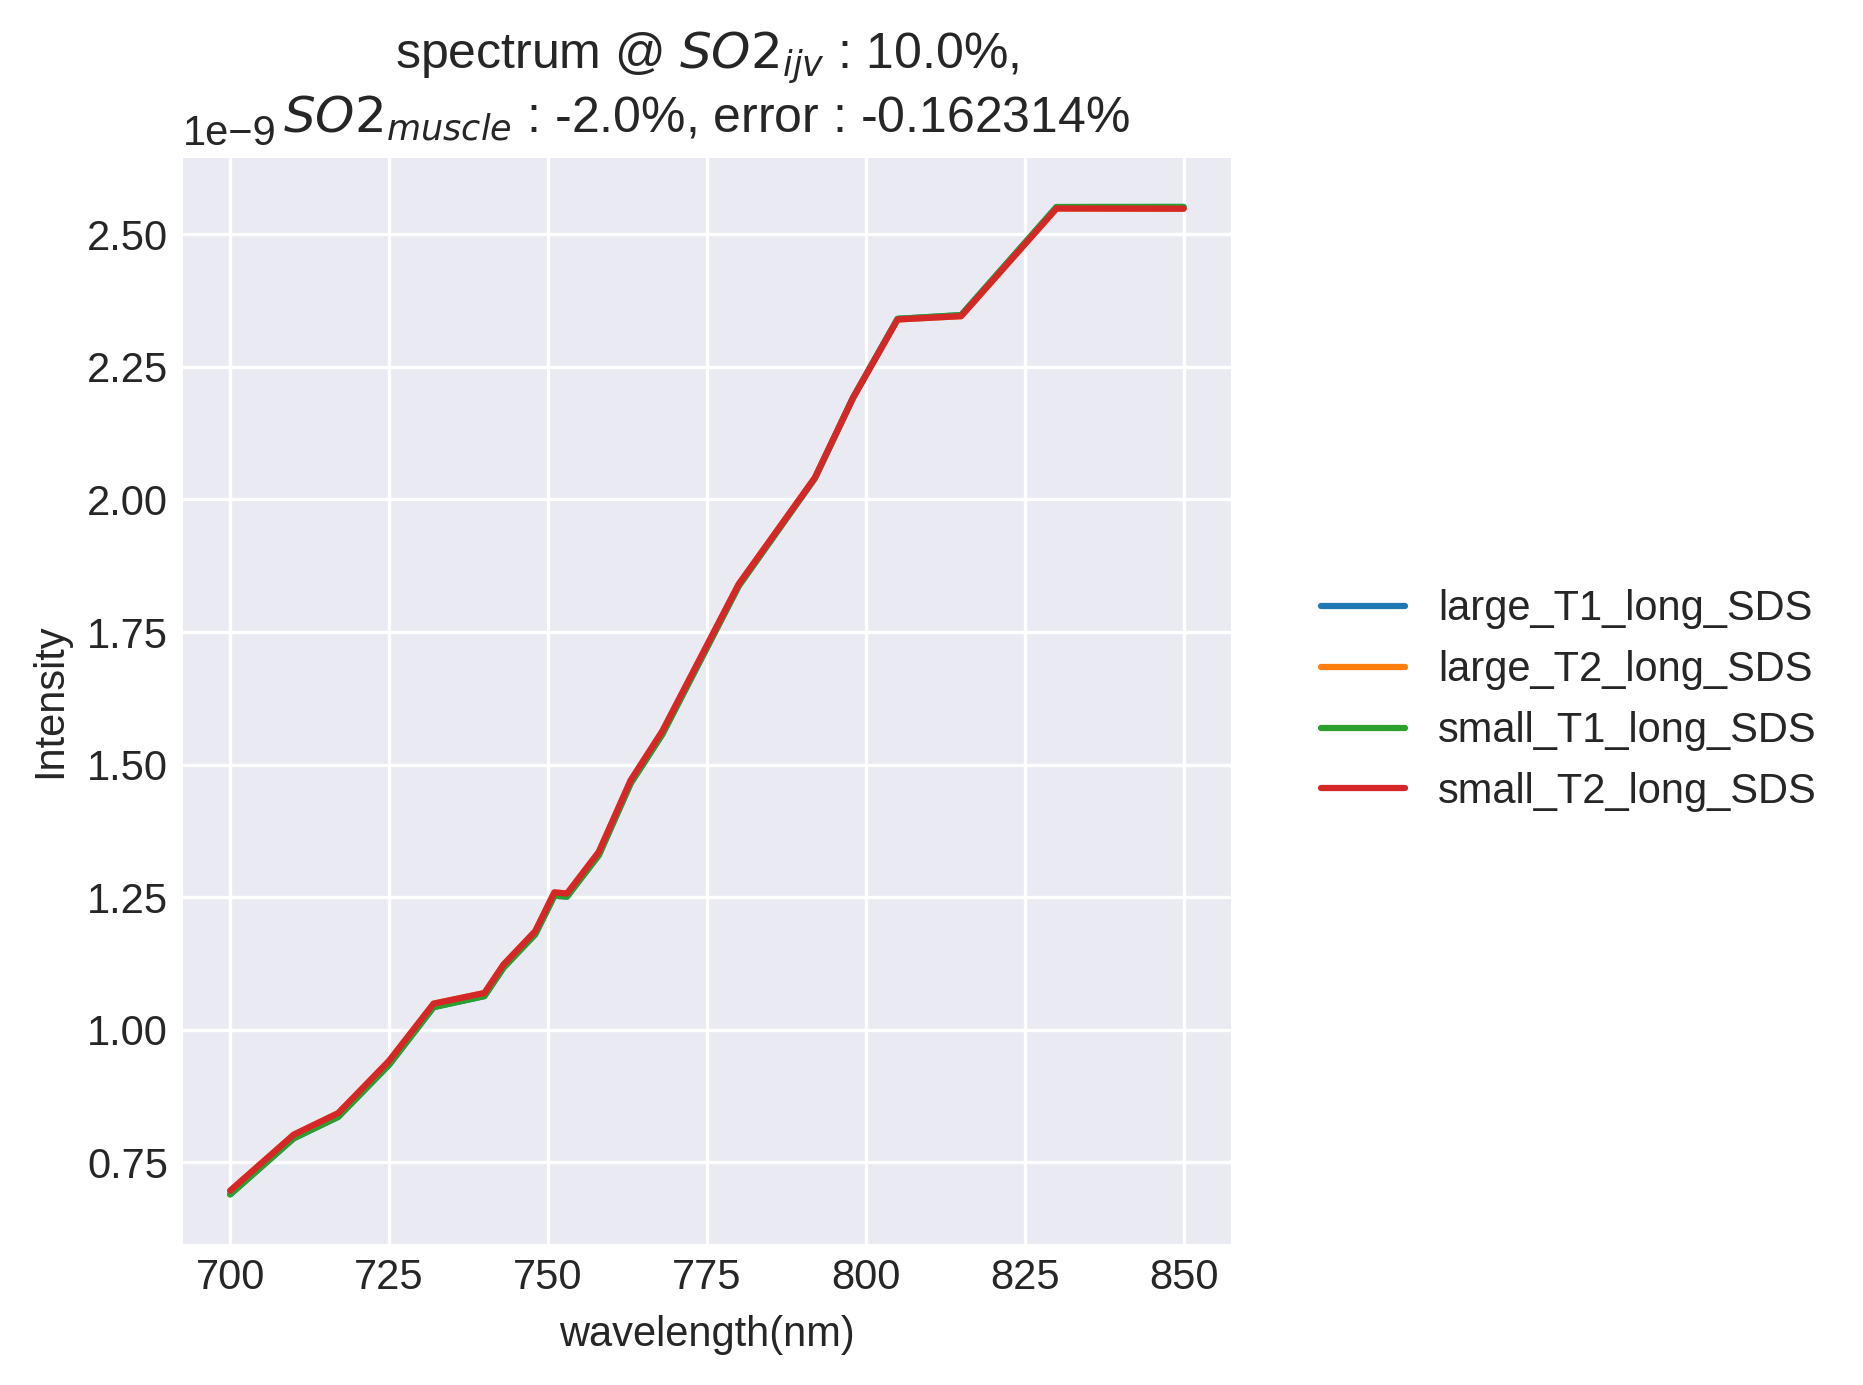 spectrum @ SO2ijv : 10.0%,
SO2muscle : -2.0%, error : -0.162314%
1e−9
2.50
2.25
2.00
1.75
1.50
1.25
1.00
0.75
Intensity
700 725 750 775 800 825 850
wavelength(nm)
large_T1_long_SDS
large_T2_long_SDS
small_T1_long_SDS
small_T2_long_SDS